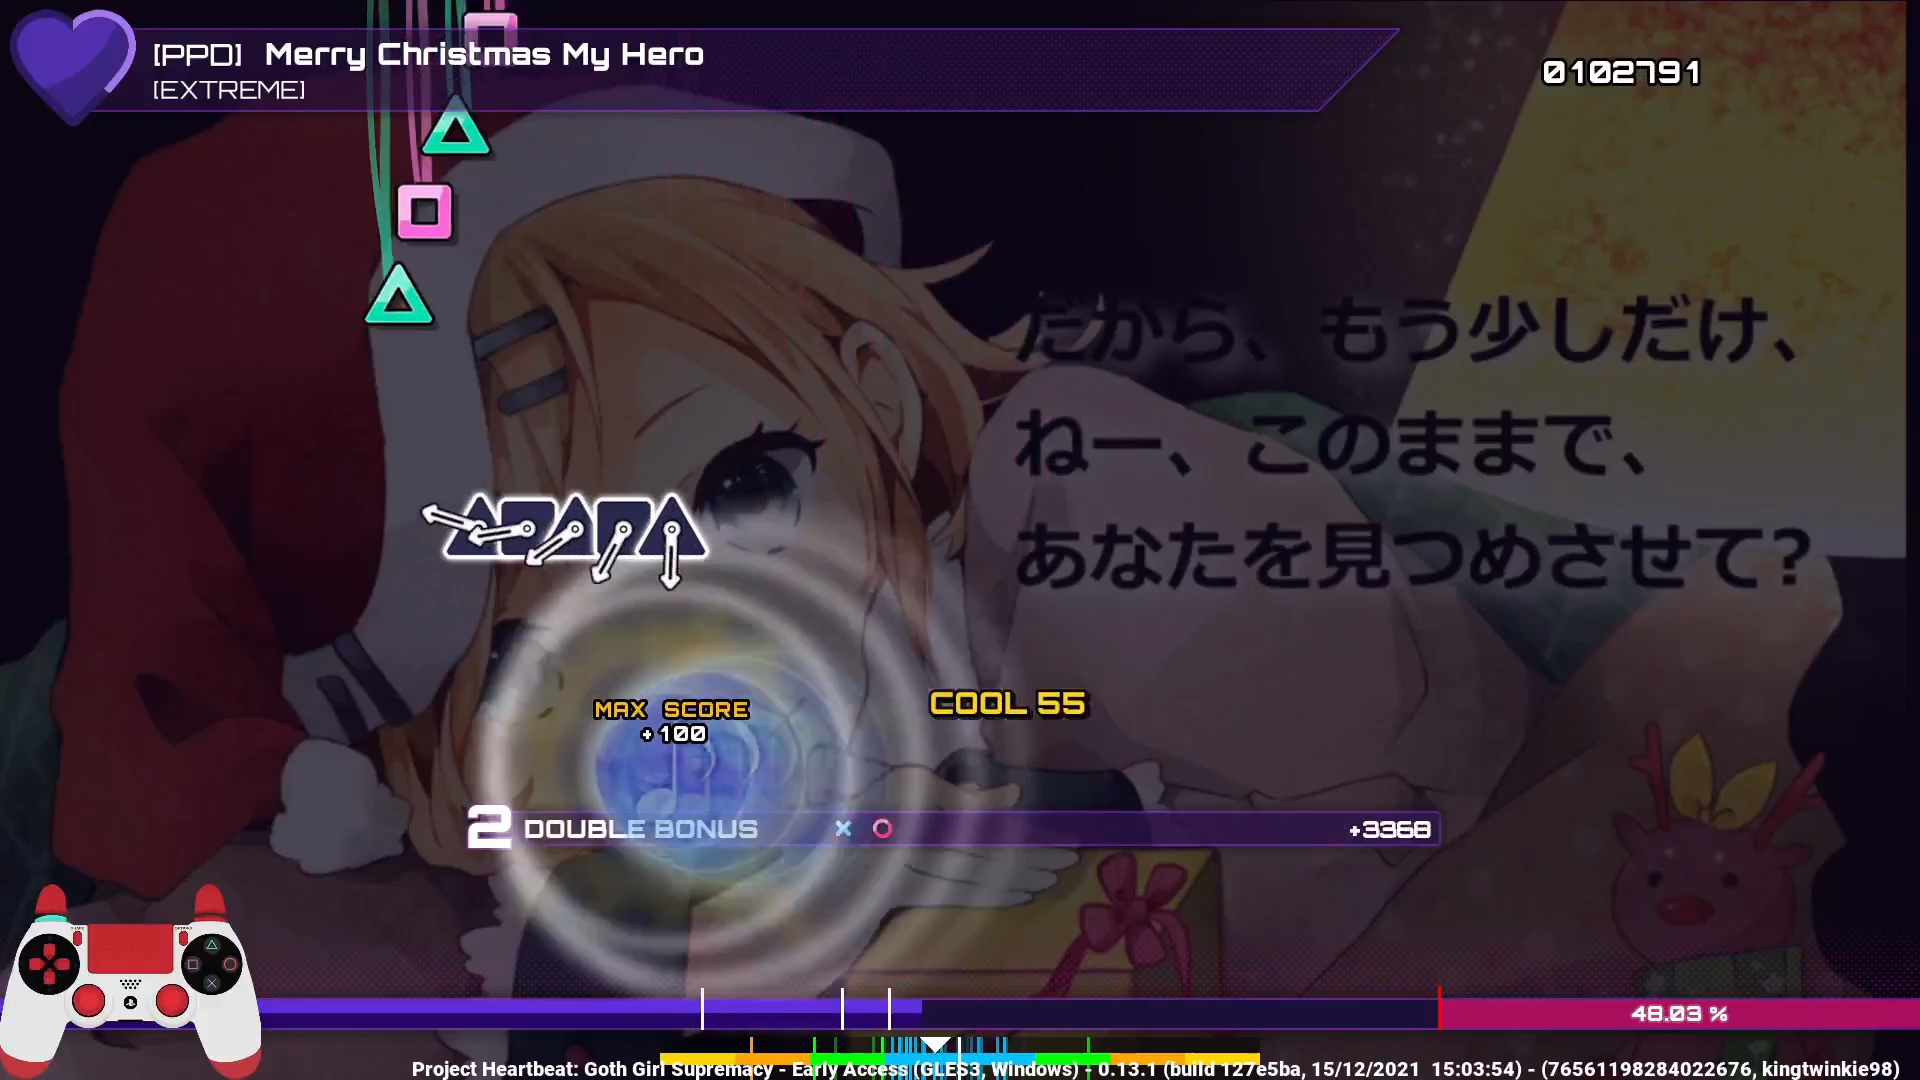 [PPD] Merry Christmas My Hero
[EXTREME]
0102791
だから、もう少しだけ、
ねー、このままで、
あなたを見つめさせて?
COOL 55
MAX SCORE
+100
2 DOUBLE BONUS
+3368
48.03 %
Project Heartbeat: Goth Girl Supremacy - Early Access (GLES3, Windows) - 0.13.1 (build 127e5ba, 15/12/2021 15:03:54) - (76561198284022676, kingtwinkie98)